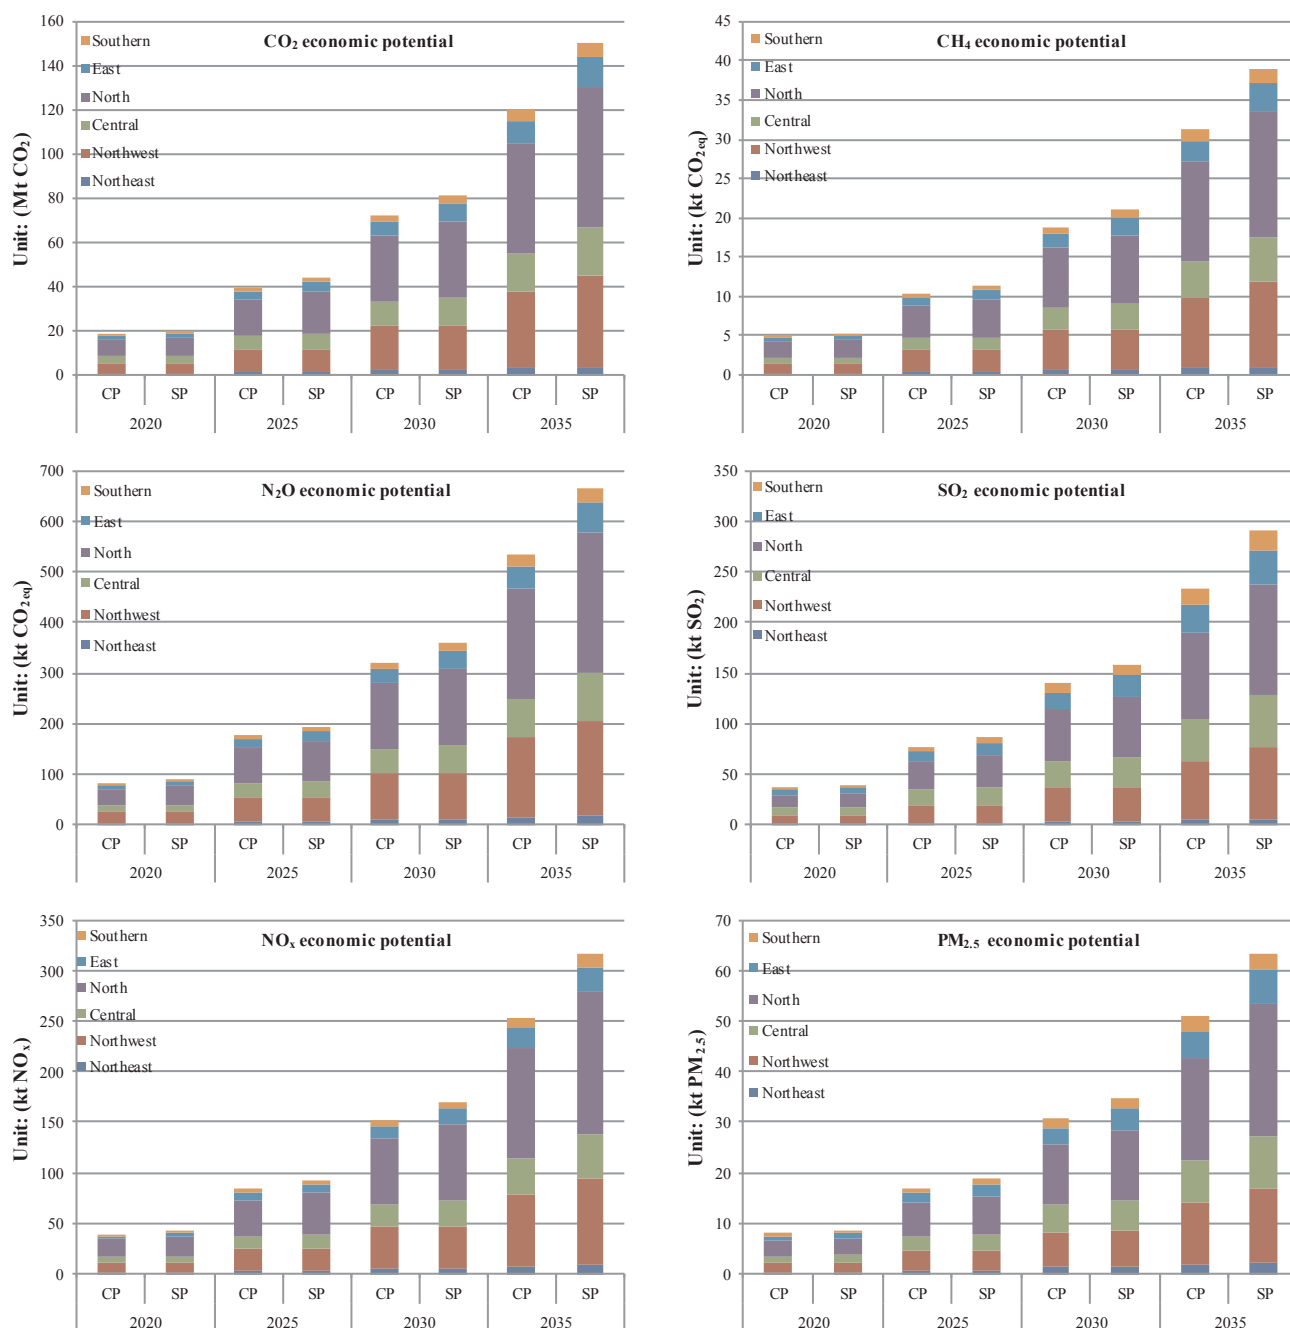 CO₂ economic potential
Unit: (Mt CO₂)
160
140
120
100
80
60
40
20
0
Southern
East
North
Central
Northwest
Northeast
CP SP CP SP CP SP CP SP
2020 2025 2030 2035
CH₄ economic potential
Unit: (kt CO₂eq)
45
40
35
30
25
20
15
10
5
0
Southern
East
North
Central
Northwest
Northeast
CP SP CP SP CP SP CP SP
2020 2025 2030 2035
N₂O economic potential
Unit: (kt CO₂eq)
700
600
500
400
300
200
100
0
Southern
East
North
Central
Northwest
Northeast
CP SP CP SP CP SP CP SP
2020 2025 2030 2035
SO₂ economic potential
Unit: (kt SO₂)
350
300
250
200
150
100
50
0
Southern
East
North
Central
Northwest
Northeast
CP SP CP SP CP SP CP SP
2020 2025 2030 2035
NOₓ economic potential
Unit: (kt NOₓ)
350
300
250
200
150
100
50
0
Southern
East
North
Central
Northwest
Northeast
CP SP CP SP CP SP CP SP
2020 2025 2030 2035
PM₂.₅ economic potential
Unit: (kt PM₂.₅)
70
60
50
40
30
20
10
0
Southern
East
North
Central
Northwest
Northeast
CP SP CP SP CP SP CP SP
2020 2025 2030 2035